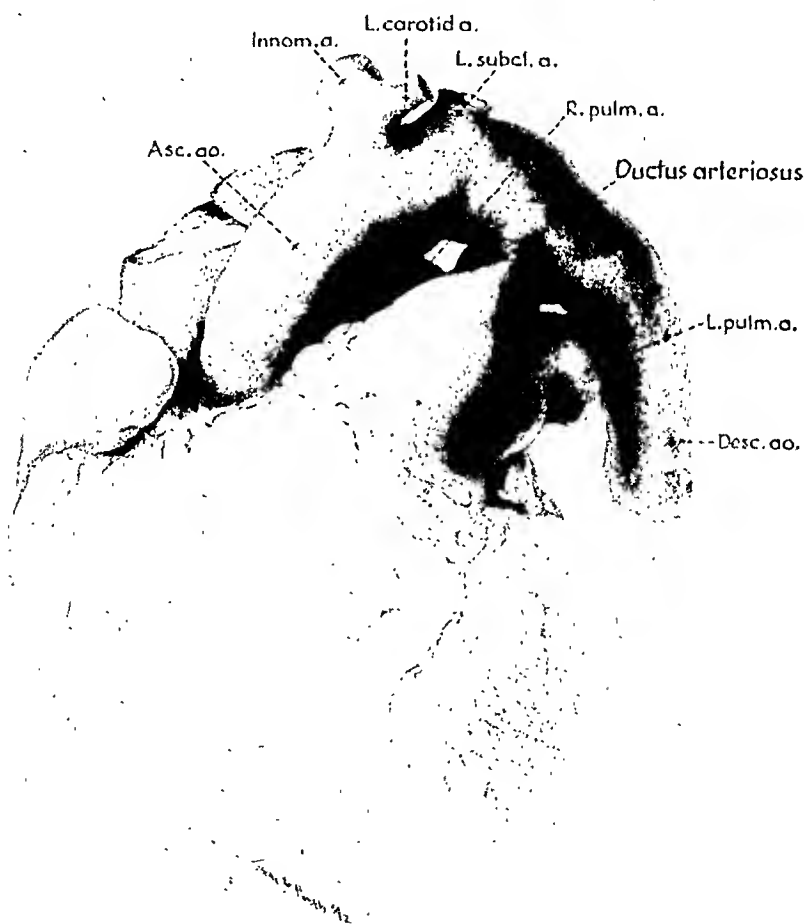 L. carotid a.
Innom. a.
L. subcl. a.
R. pulm. a.
Asc. ao.
Ductus arteriosus
L. pulm. a.
Desc. ao.